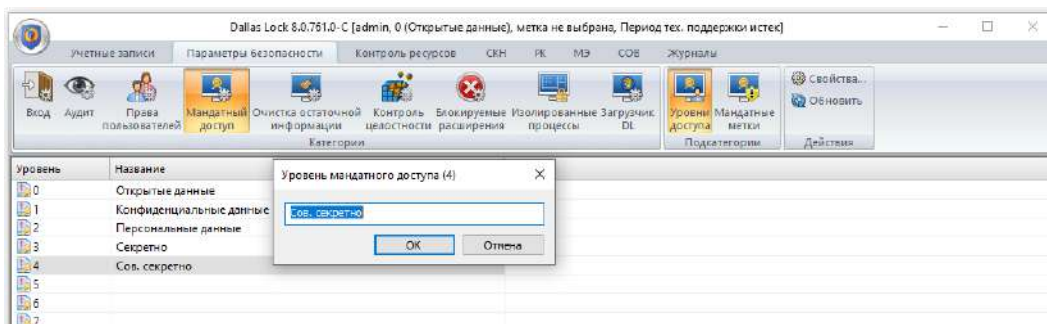 Dallas Lock 8.0.761.0-C [admin, 0 (Открытые данные), метка не выбрана, Период тех. поддержки истек]
Учетные записи Параметры безопасности Контроль ресурсов СКН РК МЭ СОВ Журналы
Вход Аудит Права пользователей Мандатный доступ Очистка остаточной информации Контроль целостности Блокируемые расширения Изолированные процессы Загрузчик DL Уровни доступа Мандатные метки Свойства...
Обновить
Категории Подкатегории Действия
Уровень Название
Уровень мандатного доступа (4)
Сов. секретно
ОК Отмена
0 Открытые данные
1 Конфиденциальные данные
2 Персональные данные
3 Секретно
4 Сов. секретно
5
6
7